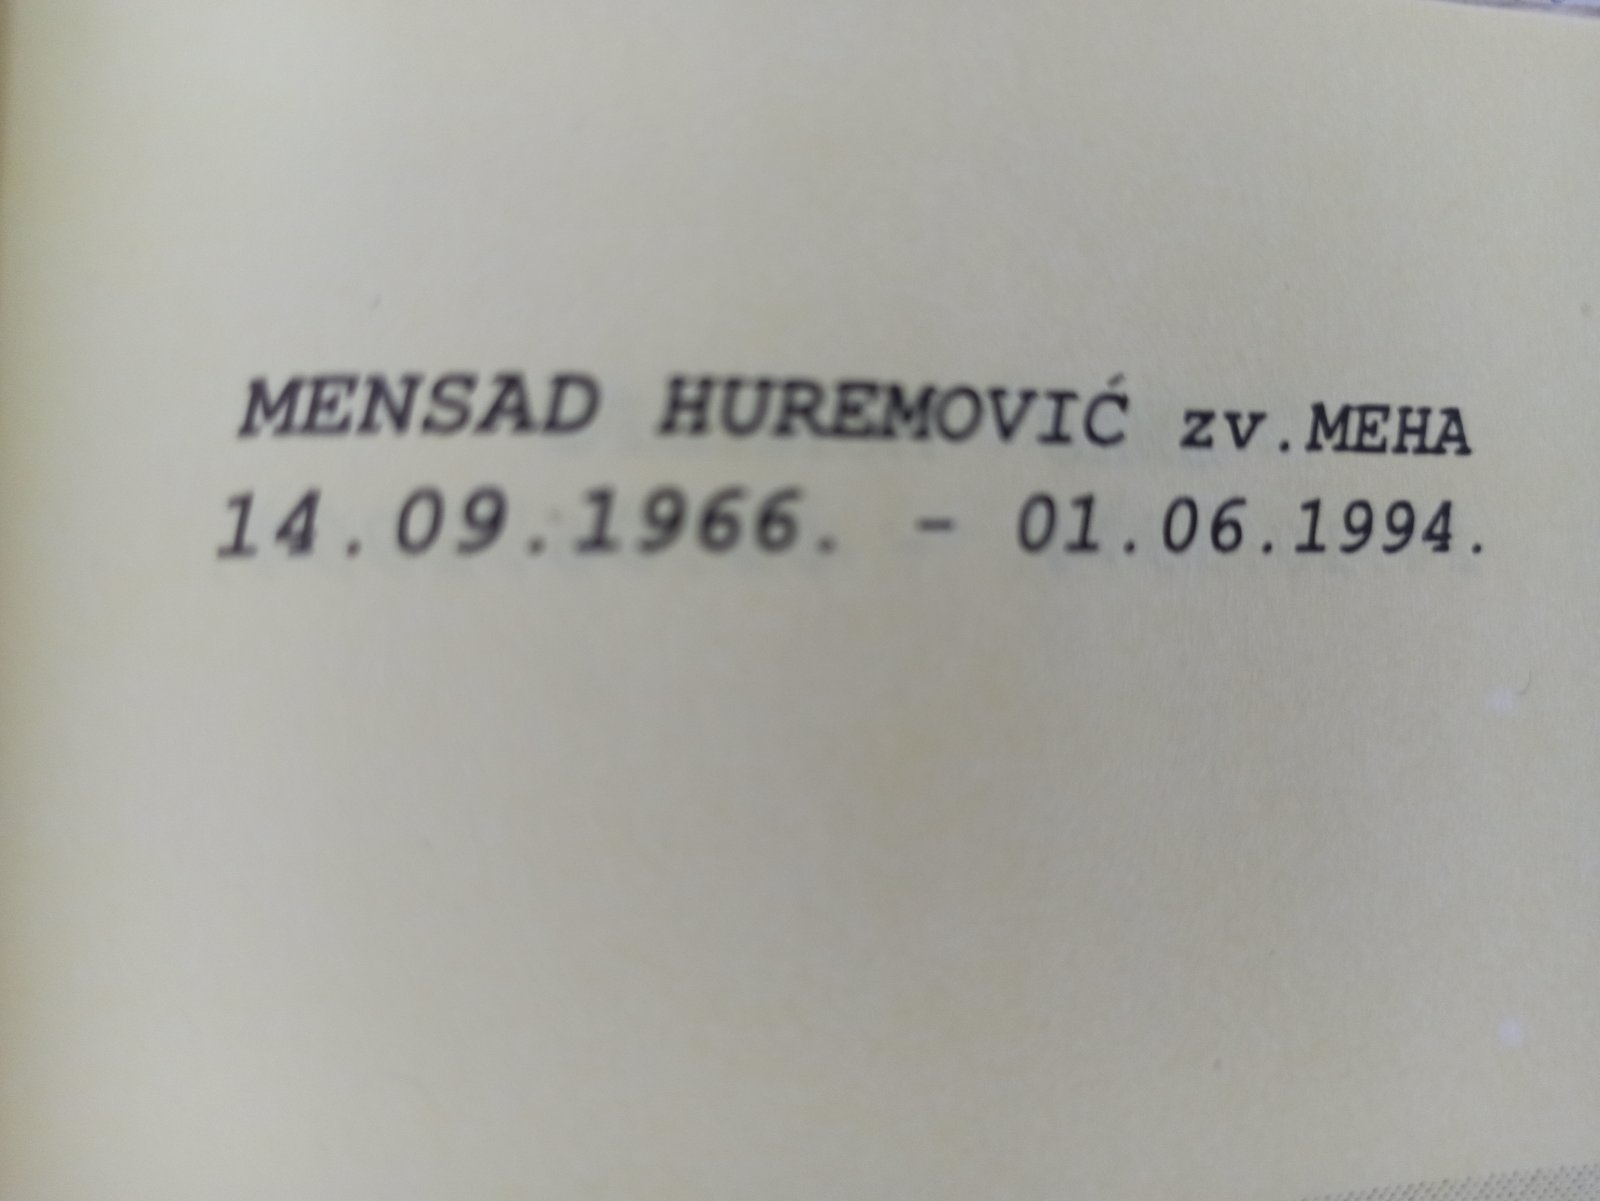 MENSAD HUREMOVIĆ zv.MEHA
14.09.1966. - 01.06.1994.